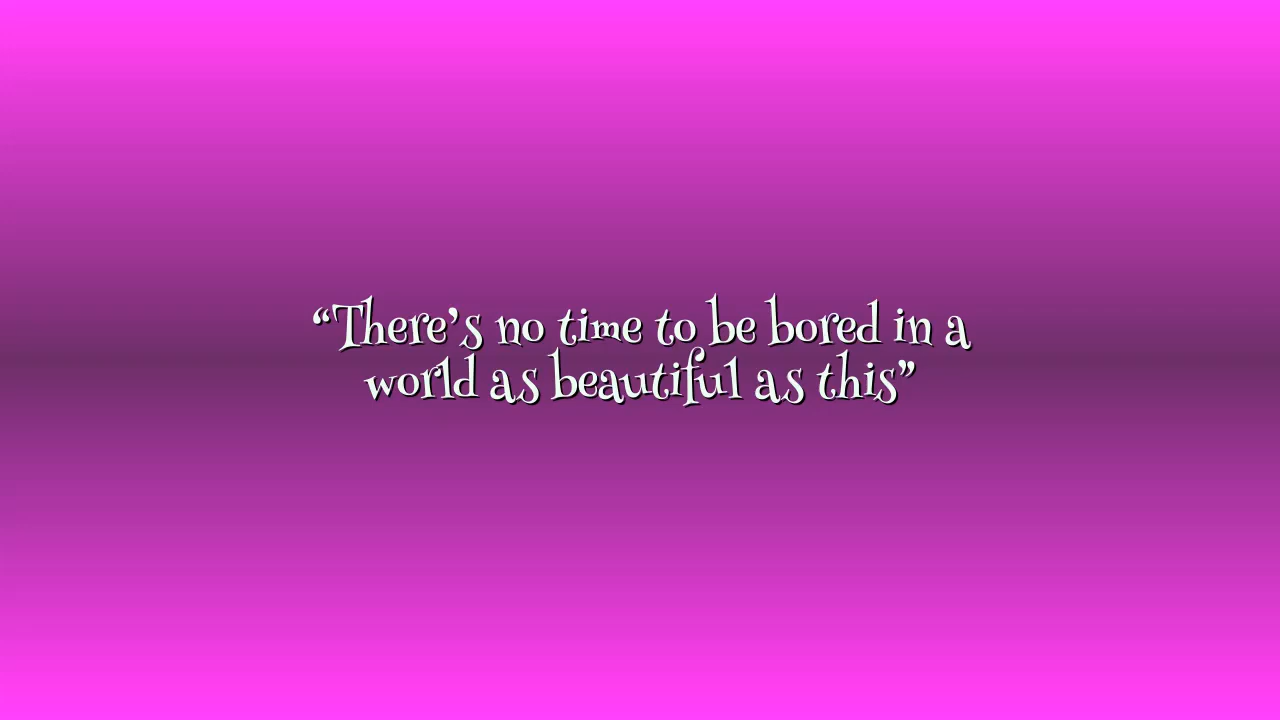 “There’s no time to be bored in a
world as beautiful as this”